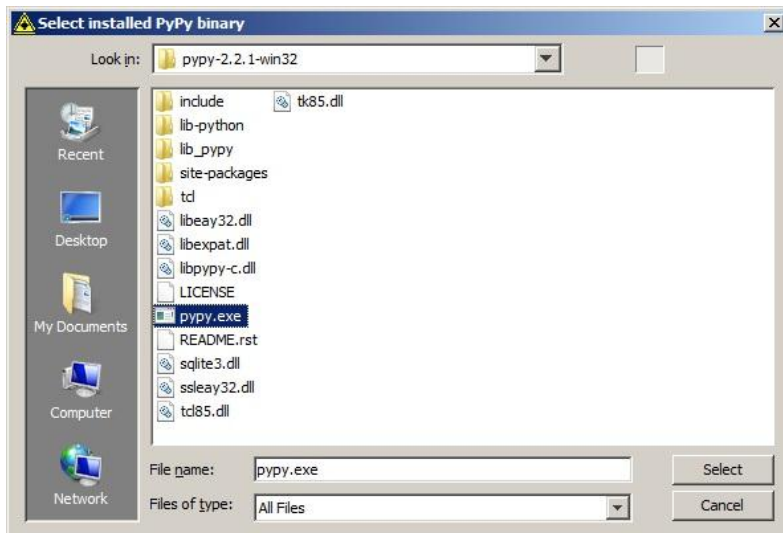 Select installed PyPy binary
Look in:
pypy-2.2.1-win32
Recent
Desktop
My Documents
Computer
Network
include
lib-python
lib_pypy
site-packages
tcl
libeay32.dll
libexpat.dll
libpypy-c.dll
LICENSE
pypy.exe
README.rst
sqlite3.dll
ssleay32.dll
tcl85.dll
tk85.dll
File name:
pypy.exe
Select
Files of type:
All Files
Cancel